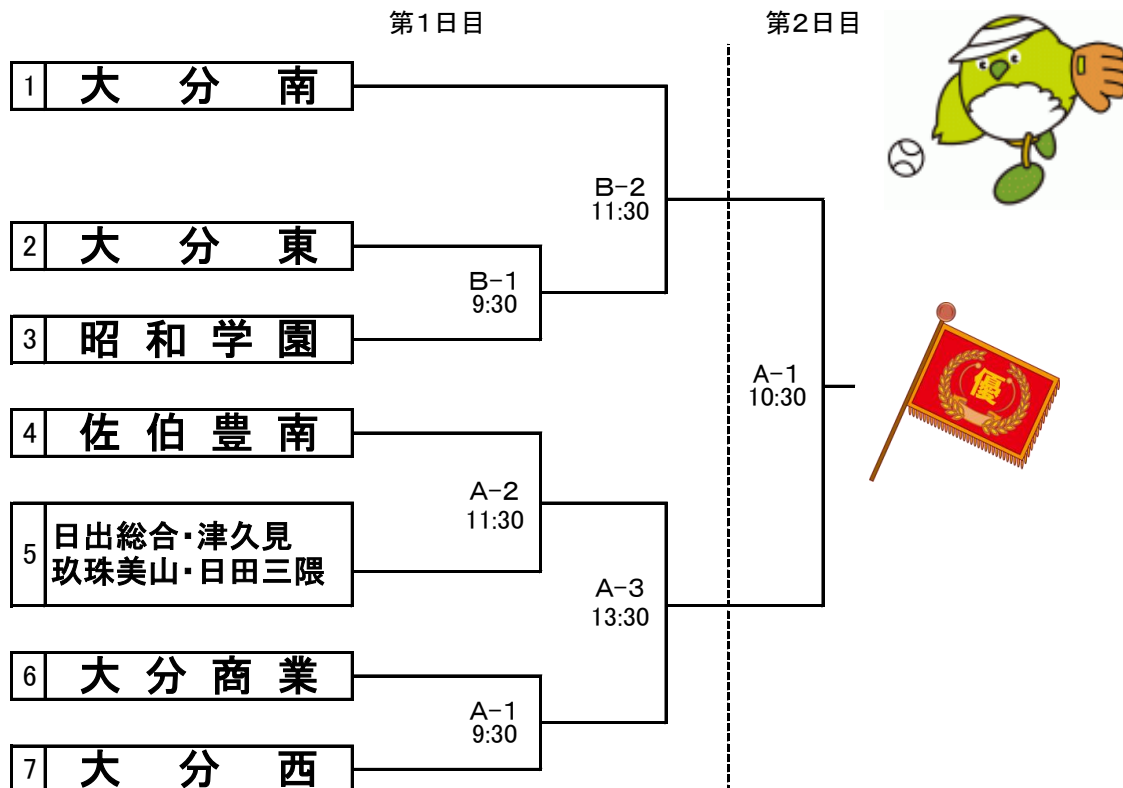 第1日目
第2日目
1 大分南
B-2
11:30
2 大分東
B-1
9:30
3 昭和学園
A-1
10:30
優
4 佐伯豊南
A-2
11:30
5 日出総合・津久見
玖珠美山・日田三隈
A-3
13:30
6 大分商業
A-1
9:30
7 大分西